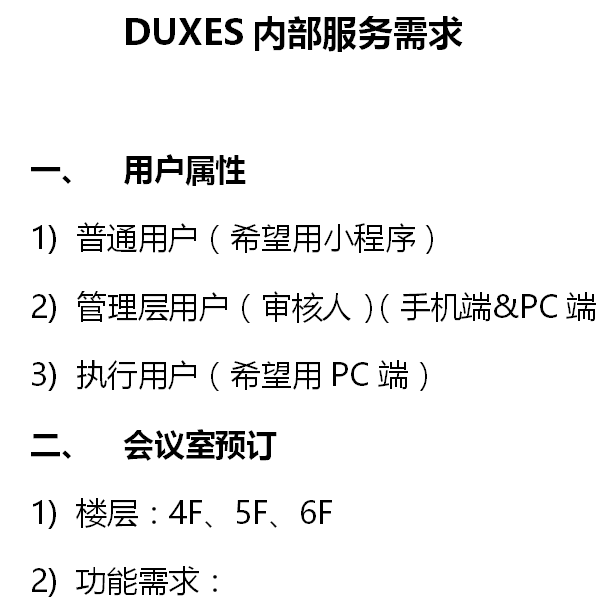 DUXES 内部服务需求
一、 用户属性
1) 普通用户（希望用小程序）
2) 管理层用户（审核人）（手机端&PC 端
3) 执行用户（希望用 PC 端）
二、 会议室预订
1) 楼层：4F、5F、6F
2) 功能需求：